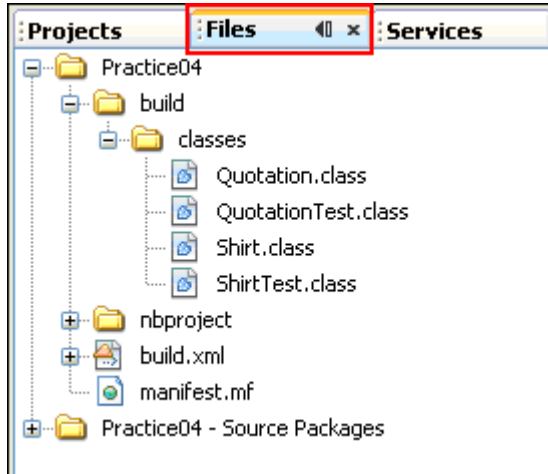 Projects Files Services
Practice04
build
classes
Quotation.class
QuotationTest.class
Shirt.class
ShirtTest.class
nbproject
build.xml
manifest.mf
Practice04 - Source Packages